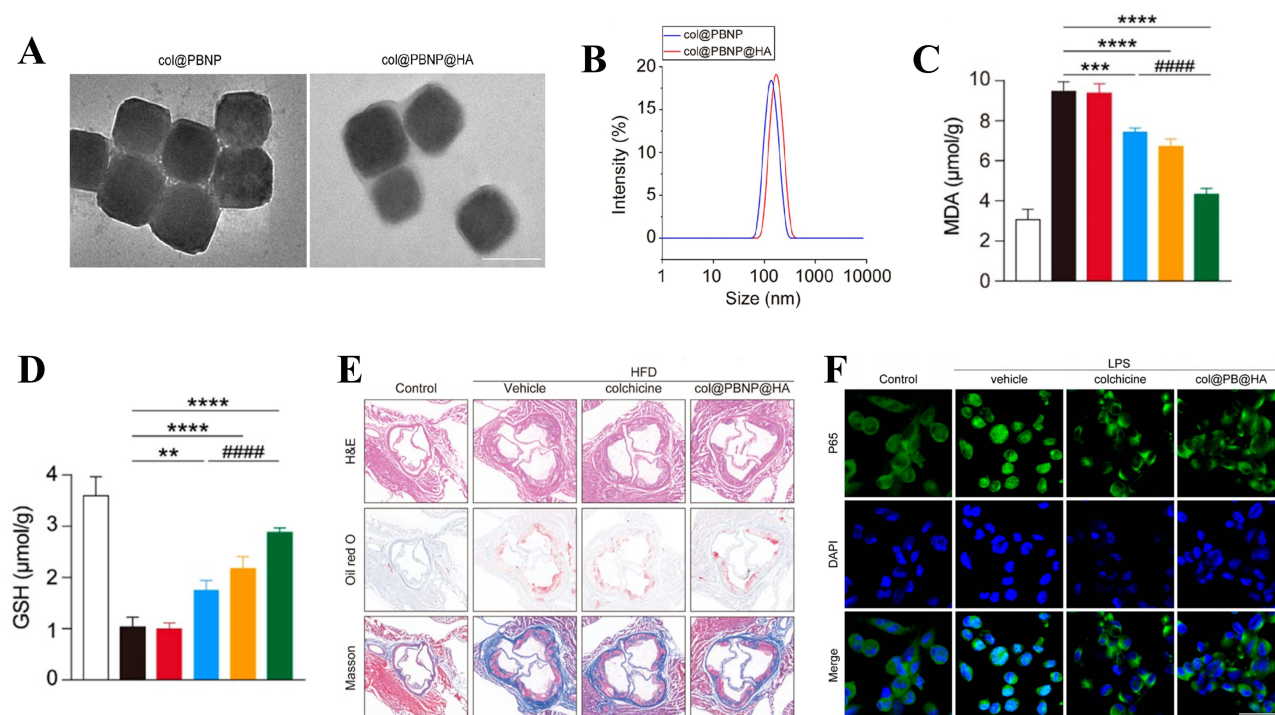 A
col@PBNP
col@PBNP@HA
B
col@PBNP
col@PBNP@HA
Intensity (%)
20
15
10
5
0
1
10
100
1000
10000
Size (nm)
C
****
****
***
####
MDA (μmol/g)
10
8
6
4
2
0
D
****
****
**
####
GSH (μmol/g)
4
3
2
1
0
E
HFD
Control
Vehicle
colchicine
col@PBNP@HA
H&E
Oil red O
Masson
F
LPS
Control
vehicle
colchicine
col@PB@HA
P65
DAPI
Merge